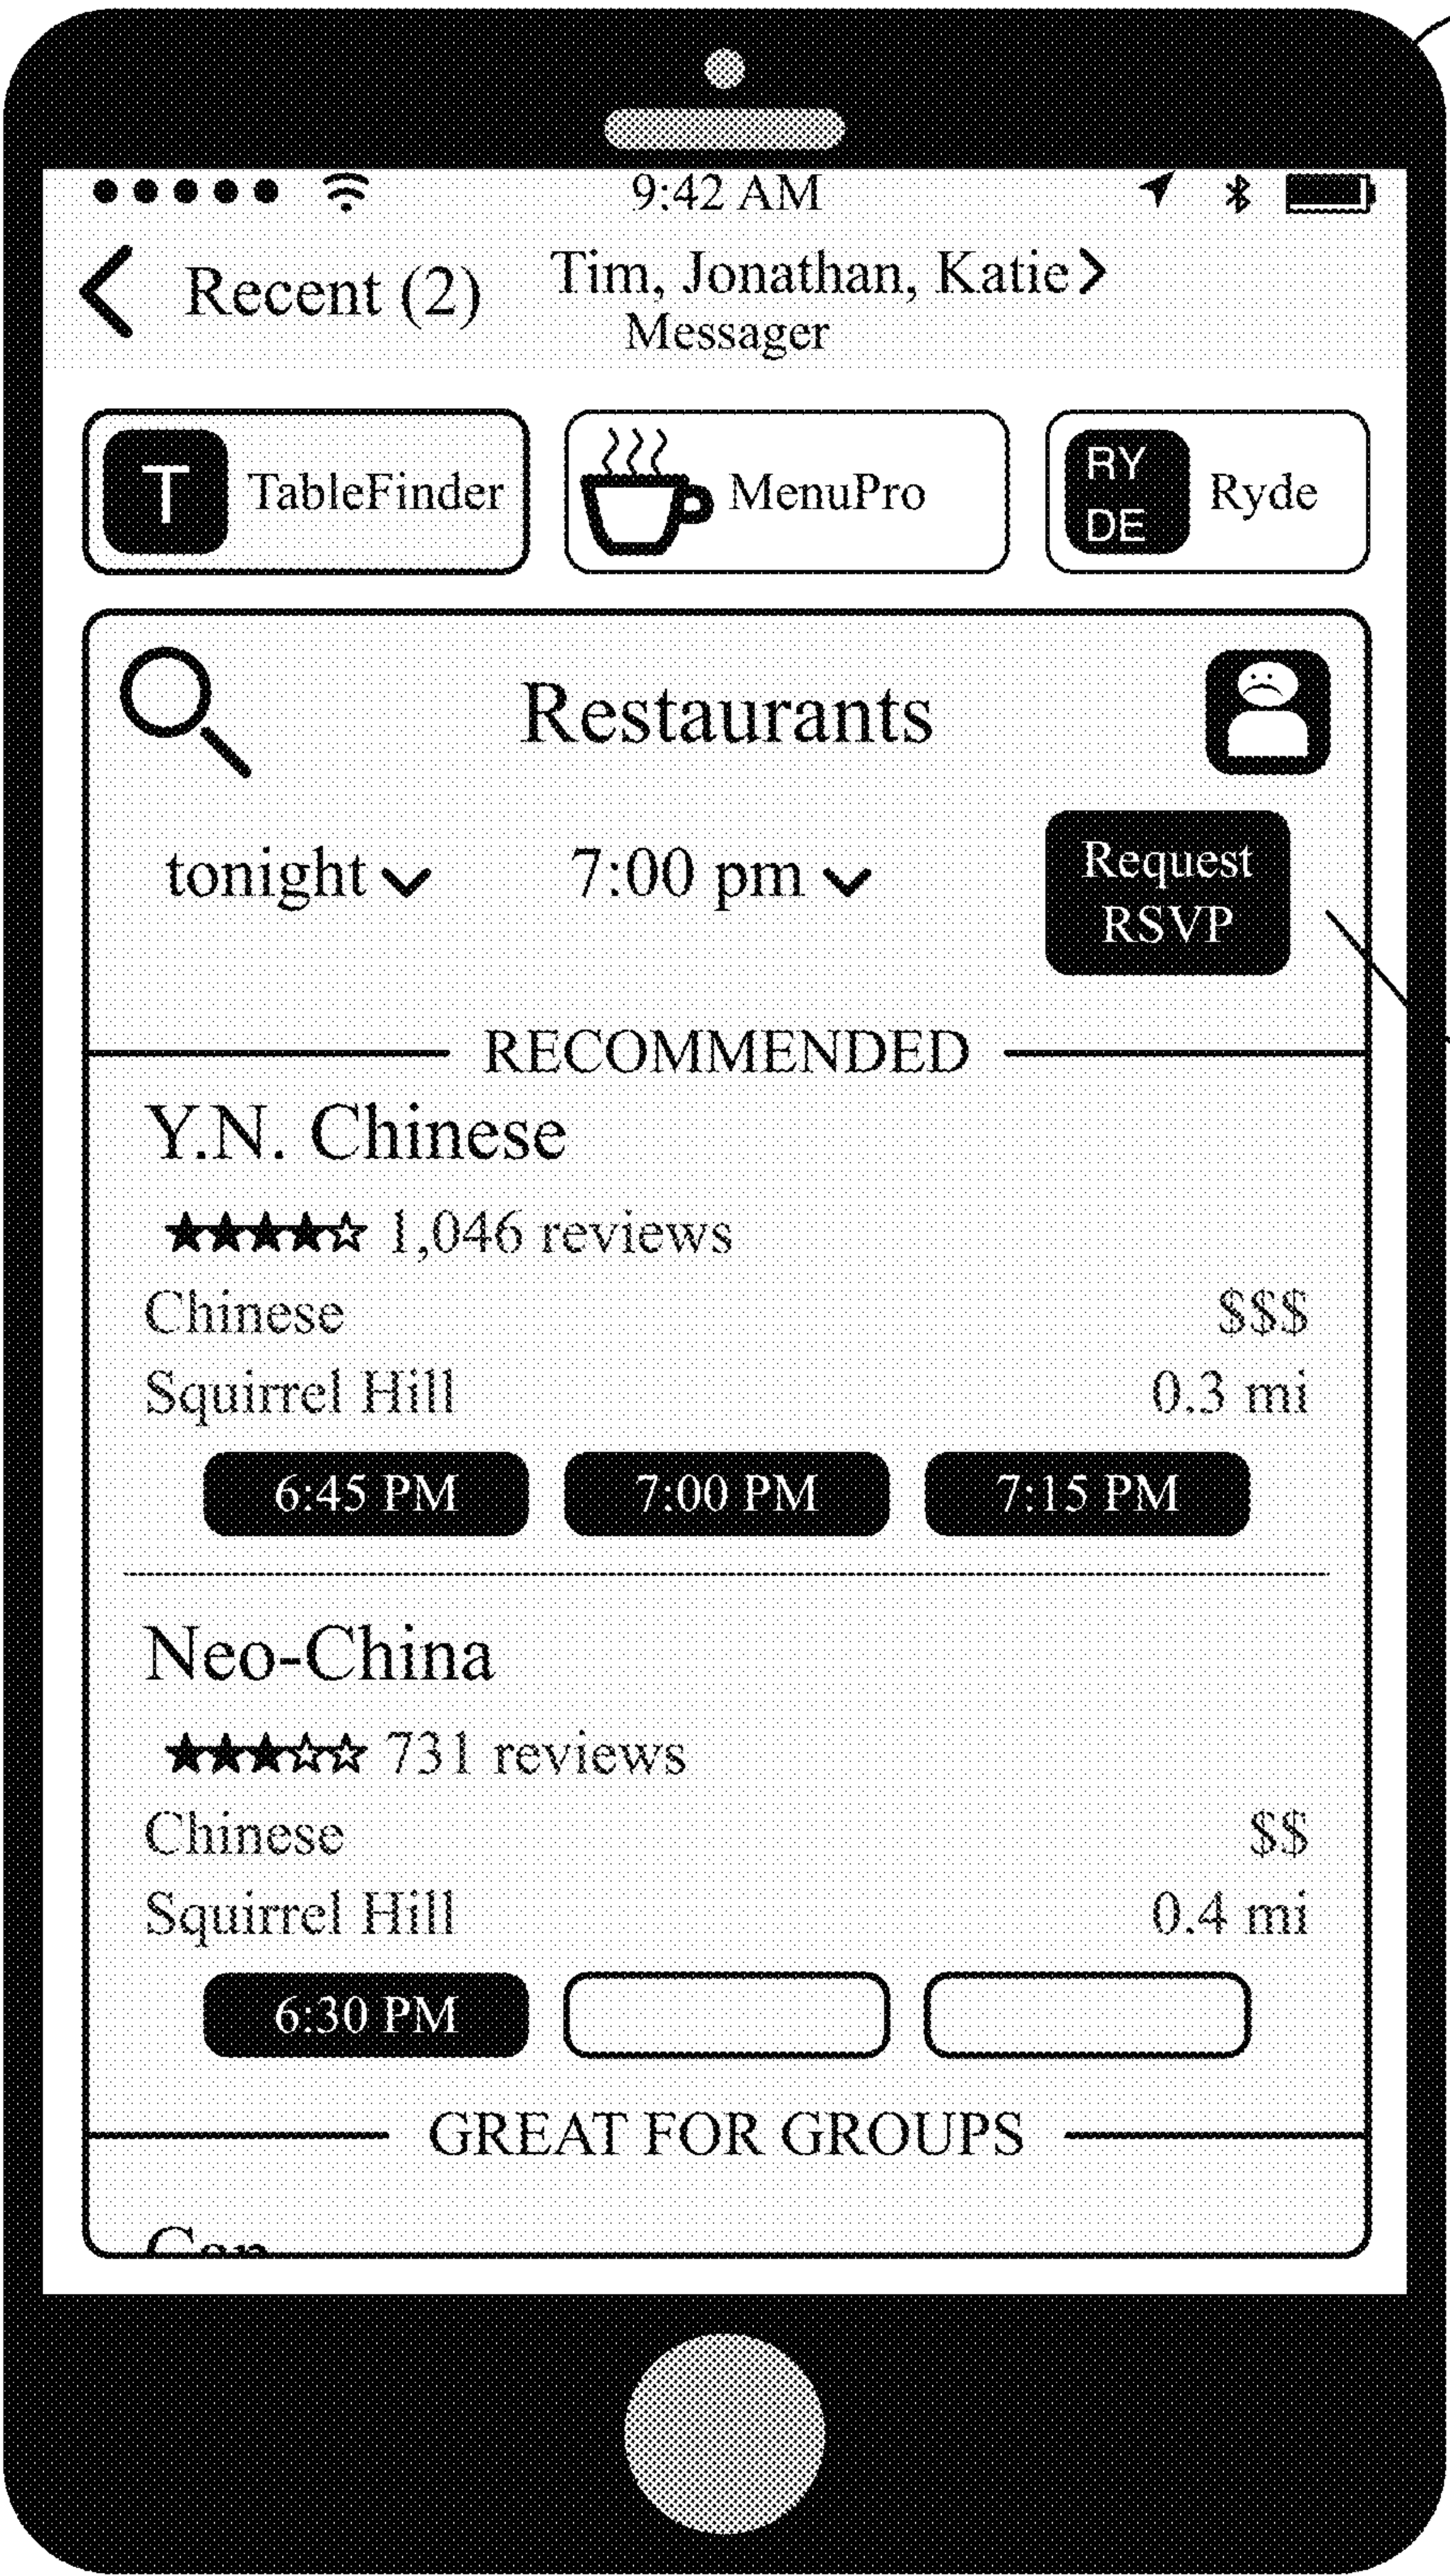 9:42 AM
Recent (2)
Tim, Jonathan, Katie
Messager
T TableFinder
MenuPro
RY
DE
Ryde
Restaurants
tonight 7:00 pm
Request
RSVP
RECOMMENDED
Y.N. Chinese
1,046 reviews
Chinese $$$
Squirrel Hill 0.3 mi
6:45 PM 7:00 PM 7:15 PM
Neo-China
731 reviews
Chinese $$
Squirrel Hill 0.4 mi
6:30 PM
GREAT FOR GROUPS